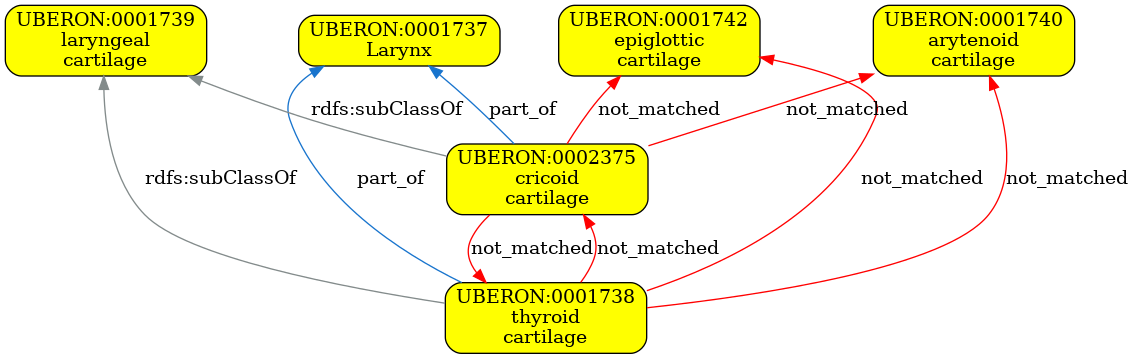 UBERON:0001739
laryngeal
cartilage
UBERON:0001737
Larynx
UBERON:0001742
epiglottic
cartilage
UBERON:0001740
arytenoid
cartilage
rdfs:subClassOf
part_of
not_matched
not_matched
UBERON:0002375
cricoid
cartilage
rdfs:subClassOf
part_of
not_matched
not_matched
not_matched
not_matched
UBERON:0001738
thyroid
cartilage